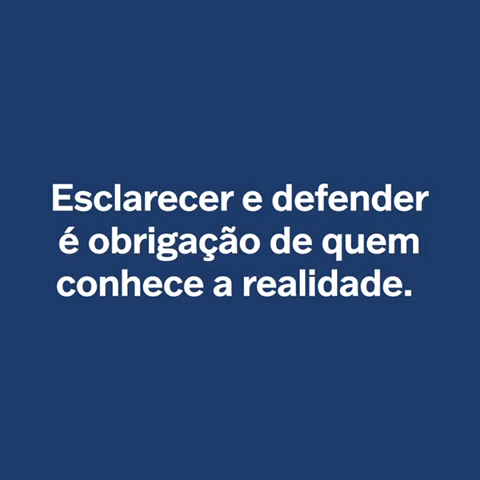 Esclarecer e defender
é obrigação de quem
conhece a realidade.